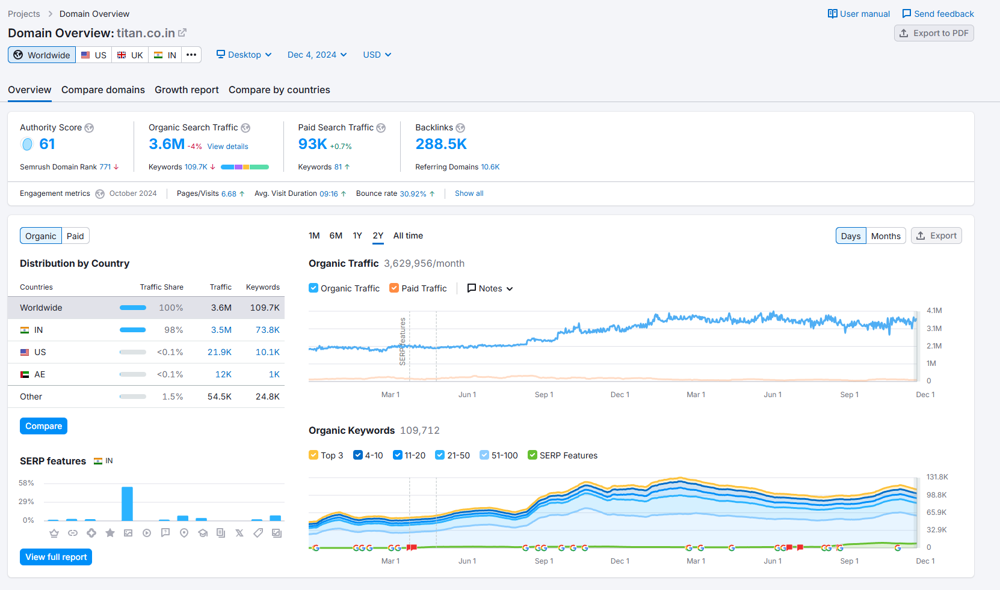 Projects > Domain Overview
User manual
Send feedback
Domain Overview: titan.co.in
Export to PDF
Worldwide US UK IN •••
Desktop
Dec 4, 2024
USD
Overview Compare domains Growth report Compare by countries
Authority Score
61
Semrush Domain Rank 771 ↓
Organic Search Traffic
3.6M -4% View details
Keywords 109.7K ↓
Paid Search Traffic
93K +0.7%
Keywords 81 ↑
Backlinks
288.5K
Referring Domains 10.6K
Engagement metrics October 2024 Pages/Visits 6.68 ↑ Avg. Visit Duration 09:16 ↑ Bounce rate 30.92% ↑ Show all
Organic Paid
Distribution by Country
Countries Traffic Share Traffic Keywords
Worldwide 100% 3.6M 109.7K
IN 98% 3.5M 73.8K
US <0.1% 21.9K 10.1K
AE <0.1% 12K 1K
Other 1.5% 54.5K 24.8K
Compare
SERP features IN
58%
29%
0%
View full report
1M 6M 1Y 2Y All time
Days Months Export
Organic Traffic 3,629,956/month
Organic Traffic Paid Traffic Notes
SERP features
4.1M
3.1M
2.1M
1M
0
Mar 1 Jun 1 Sep 1 Dec 1 Mar 1 Jun 1 Sep 1 Dec 1
Organic Keywords 109,712
Top 3 4-10 11-20 21-50 51-100 SERP Features
131.8K
98.8K
65.9K
32.9K
0
Mar 1 Jun 1 Sep 1 Dec 1 Mar 1 Jun 1 Sep 1 Dec 1